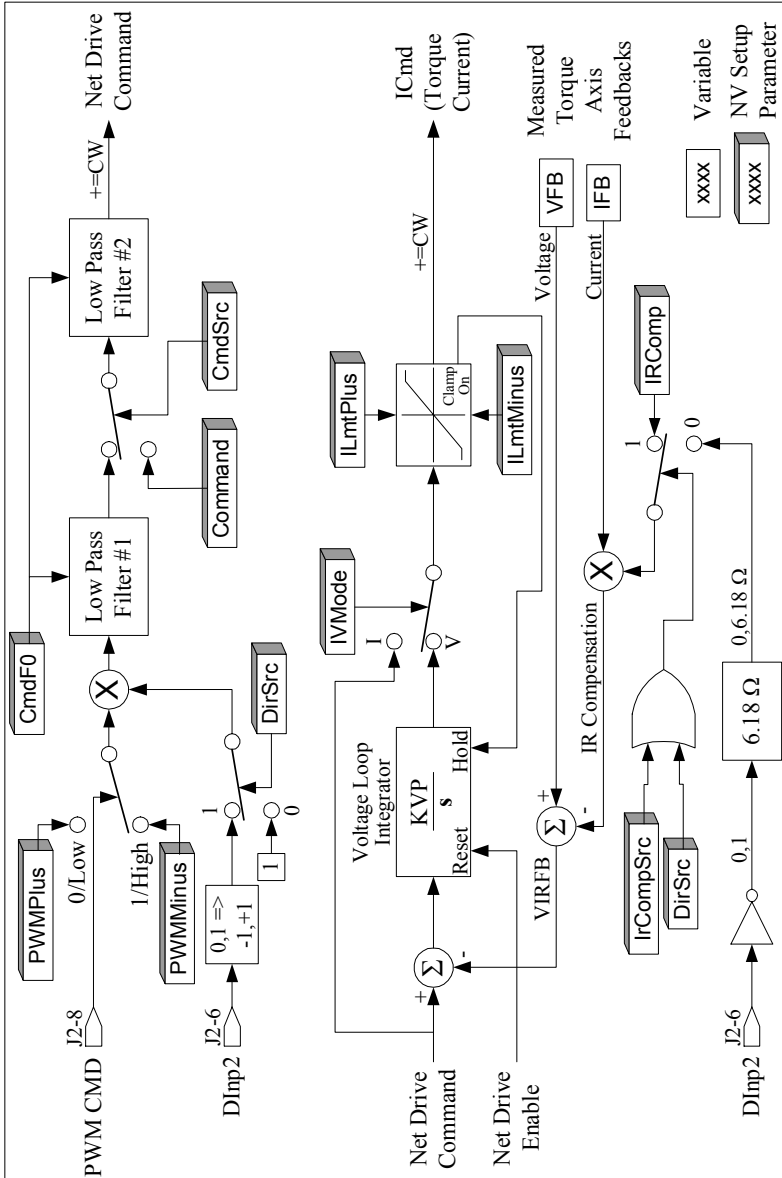 PWM CMD
J2-8
PWMPlus
0/Low
1/High
PWMMinus
CmdF0
X
Low Pass
Filter #1
Low Pass
Filter #2
+=CW
Net Drive
Command
DInp2
J2-6
0,1 =>
-1,+1
1
1
0
DirSrc
Command
CmdSrc
Net Drive
Command
+
Σ
-
Voltage Loop
Integrator
KVP
s
Reset
Hold
IVMode
I
V
ILmtPlus
Clamp
On
ILmtMinus
+=CW
ICmd
(Torque
Current)
Net Drive
Enable
VIRFB
Σ
+
-
Voltage
VFB
Measured
Torque
Axis
Feedbacks
IR Compensation
X
Current
IFB
IrCompSrc
DirSrc
1
0
IRComp
DInp2
J2-6
0,1
6.18 Ω
0,6.18 Ω
xxxx
Variable
xxxx
NV Setup
Parameter